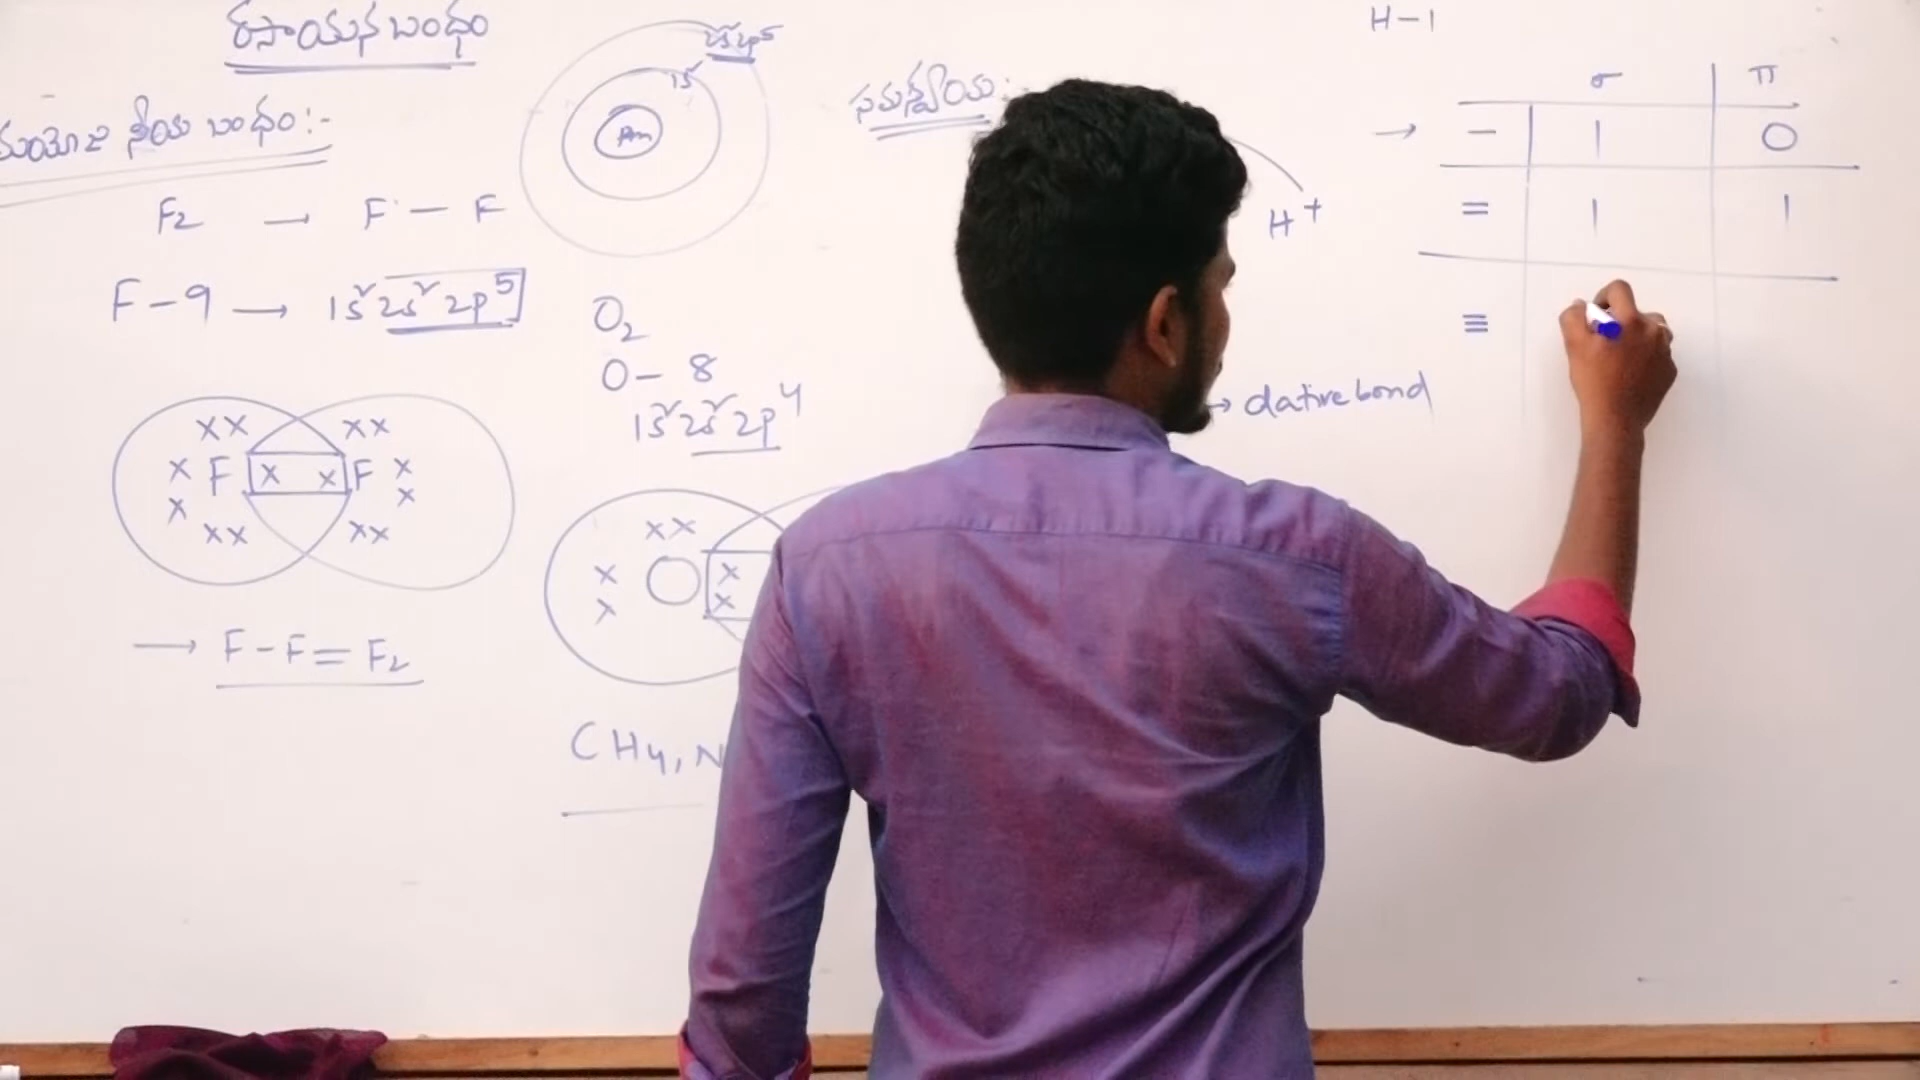 రసాయన బంధం
నీయ బంధం :-
F₂ → F — F
F – 9 → 1s² 2s² 2p⁵
xx xx
x F x x F x
x x
xx xx
→ F – F = F₂
1s²
O₂
O – 8
1s² 2s² 2p⁴
xx
x O x
x x
CH₄, N
సమన్వయ :
H⁺
→ dative bond
H – 1
σ π
→ – 1 0
= 1 1
≡